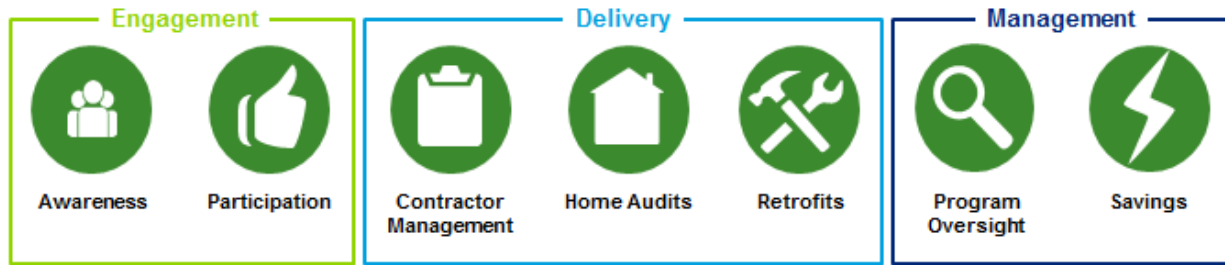 Engagement
Awareness
Participation
Delivery
Contractor
Management
Home Audits
Retrofits
Management
Program
Oversight
Savings